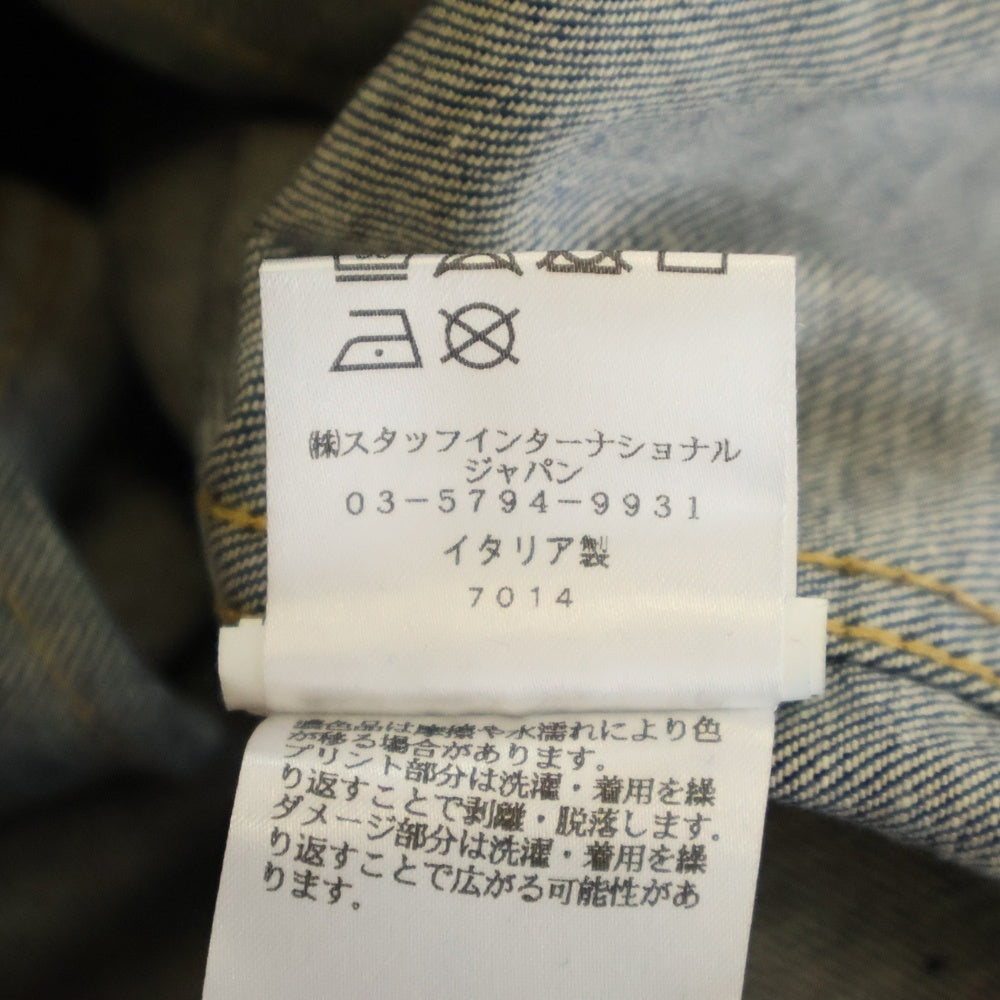 ㈱スタッフインターナショナル
ジャパン
03-5794-9931
イタリア製
7014
濃色品は摩擦や水濡れにより色
が移る場合があります。
プリント部分は洗濯・着用を繰
り返すことで剥離・脱落します。
ダメージ部分は洗濯・着用を繰
り返すことで広がる可能性があ
ります。